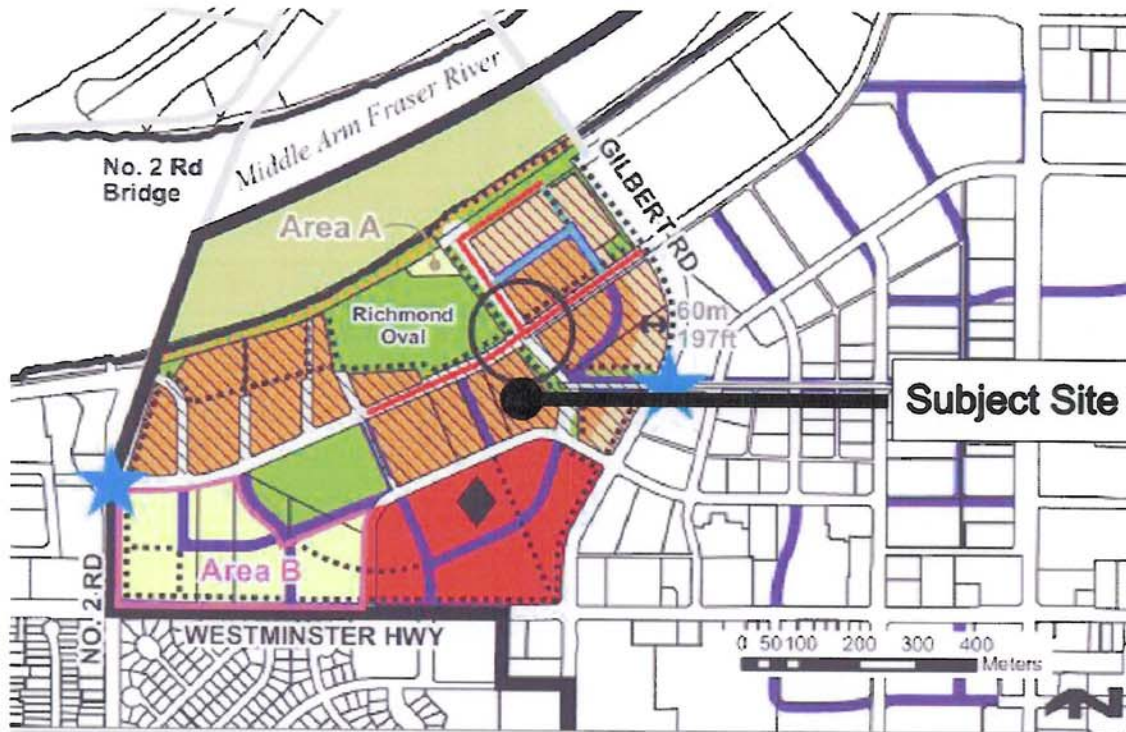 No. 2 Rd
Bridge
Middle Arm Fraser River
GILBERT RD
Area A
Richmond
Oval
60m
197ft
Subject Site
Area B
NO. 2 RD
WESTMINSTER HWY
0 50 100 200 300 400
Meters